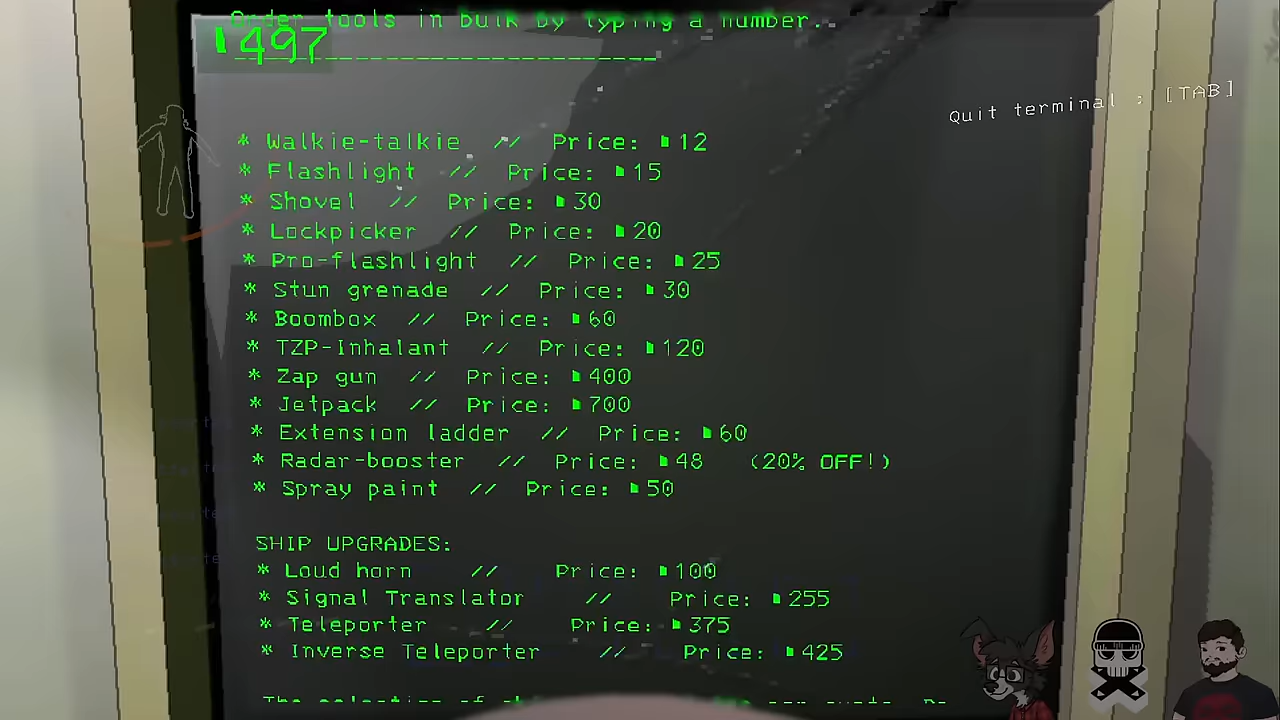 Order tools in bulk by typing a number.
▮497
------------------------------
Quit terminal : [TAB]
* Walkie-talkie // Price: ▮12
* Flashlight // Price: ▮15
* Shovel // Price: ▮30
* Lockpicker // Price: ▮20
* Pro-flashlight // Price: ▮25
* Stun grenade // Price: ▮30
* Boombox // Price: ▮60
* TZP-Inhalant // Price: ▮120
* Zap gun // Price: ▮400
* Jetpack // Price: ▮700
* Extension ladder // Price: ▮60
* Radar-booster // Price: ▮48 (20% OFF!)
* Spray paint // Price: ▮50
SHIP UPGRADES:
* Loud horn // Price: ▮100
* Signal Translator // Price: ▮255
* Teleporter // Price: ▮375
* Inverse Teleporter // Price: ▮425
The selection of